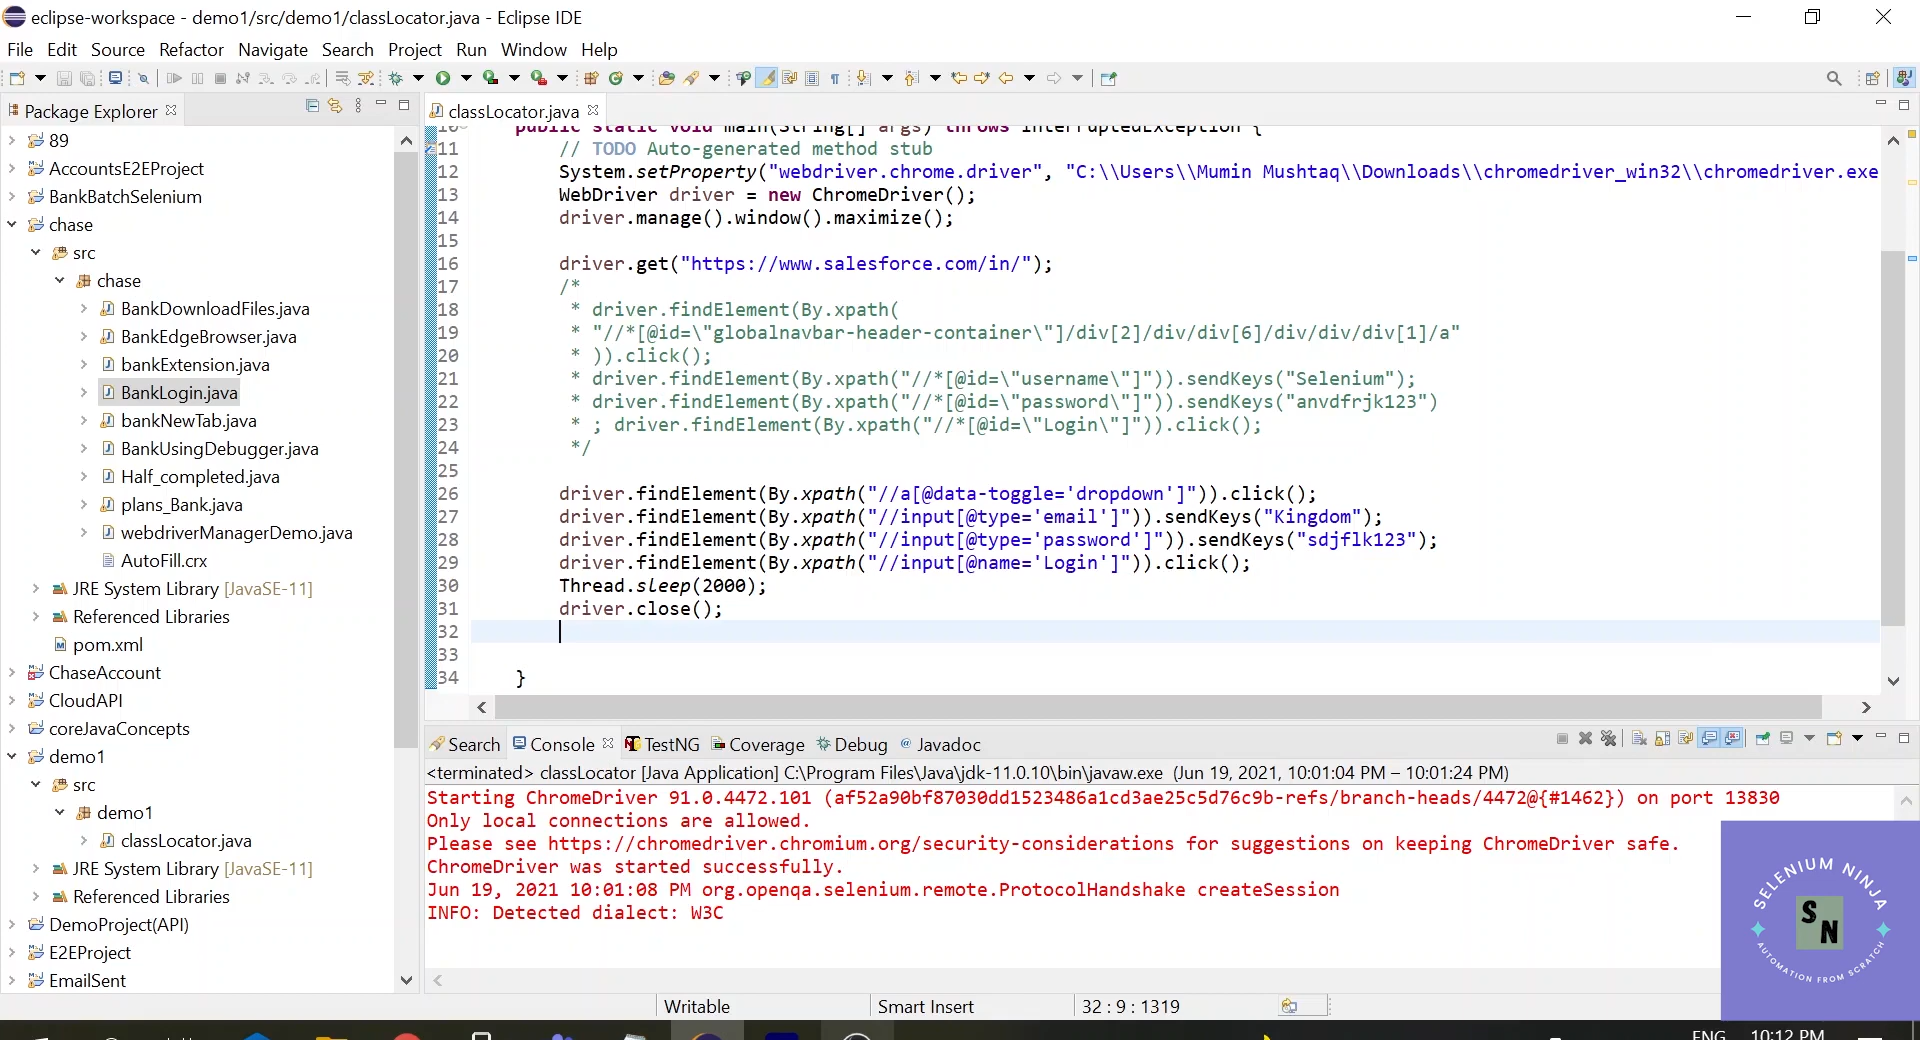 eclipse-workspace - demo1/src/demo1/classLocator.java - Eclipse IDE
File Edit Source Refactor Navigate Search Project Run Window Help
Package Explorer
89
AccountsE2EProject
BankBatchSelenium
chase
src
chase
BankDownloadFiles.java
BankEdgeBrowser.java
bankExtension.java
BankLogin.java
bankNewTab.java
BankUsingDebugger.java
Half_completed.java
plans_Bank.java
webdriverManagerDemo.java
AutoFill.crx
JRE System Library [JavaSE-11]
Referenced Libraries
pom.xml
ChaseAccount
CloudAPI
coreJavaConcepts
demo1
src
demo1
classLocator.java
JRE System Library [JavaSE-11]
Referenced Libraries
DemoProject(API)
E2EProject
EmailSent
classLocator.java
10 public static void main(String[] args) throws InterruptedException {
11 // TODO Auto-generated method stub
12 System.setProperty("webdriver.chrome.driver", "C:\\Users\\Mumin Mushtaq\\Downloads\\chromedriver_win32\\chromedriver.exe
13 WebDriver driver = new ChromeDriver();
14 driver.manage().window().maximize();
15
16 driver.get("https://www.salesforce.com/in/");
17 /*
18 * driver.findElement(By.xpath(
19 * "//*[@id=\"globalnavbar-header-container\"]/div[2]/div/div[6]/div/div/div[1]/a"
20 * )).click();
21 * driver.findElement(By.xpath("//*[@id=\"username\"]")).sendKeys("Selenium");
22 * driver.findElement(By.xpath("//*[@id=\"password\"]")).sendKeys("anvdfrjk123")
23 * ; driver.findElement(By.xpath("//*[@id=\"Login\"]")).click();
24 */
25
26 driver.findElement(By.xpath("//a[@data-toggle='dropdown']")).click();
27 driver.findElement(By.xpath("//input[@type='email']")).sendKeys("Kingdom");
28 driver.findElement(By.xpath("//input[@type='password']")).sendKeys("sdjflk123");
29 driver.findElement(By.xpath("//input[@name='Login']")).click();
30 Thread.sleep(2000);
31 driver.close();
32
33
34 }
Search Console TestNG Coverage Debug @ Javadoc
<terminated> classLocator [Java Application] C:\Program Files\Java\jdk-11.0.10\bin\javaw.exe (Jun 19, 2021, 10:01:04 PM – 10:01:24 PM)
Starting ChromeDriver 91.0.4472.101 (af52a90bf87030dd1523486a1cd3ae25c5d76c9b-refs/branch-heads/4472@{#1462}) on port 13830
Only local connections are allowed.
Please see https://chromedriver.chromium.org/security-considerations for suggestions on keeping ChromeDriver safe.
ChromeDriver was started successfully.
Jun 19, 2021 10:01:08 PM org.openqa.selenium.remote.ProtocolHandshake createSession
INFO: Detected dialect: W3C
SELENIUM NINJA
S N
AUTOMATION FROM SCRATCH
Writable Smart Insert 32 : 9 : 1319
ENG 10:12 PM